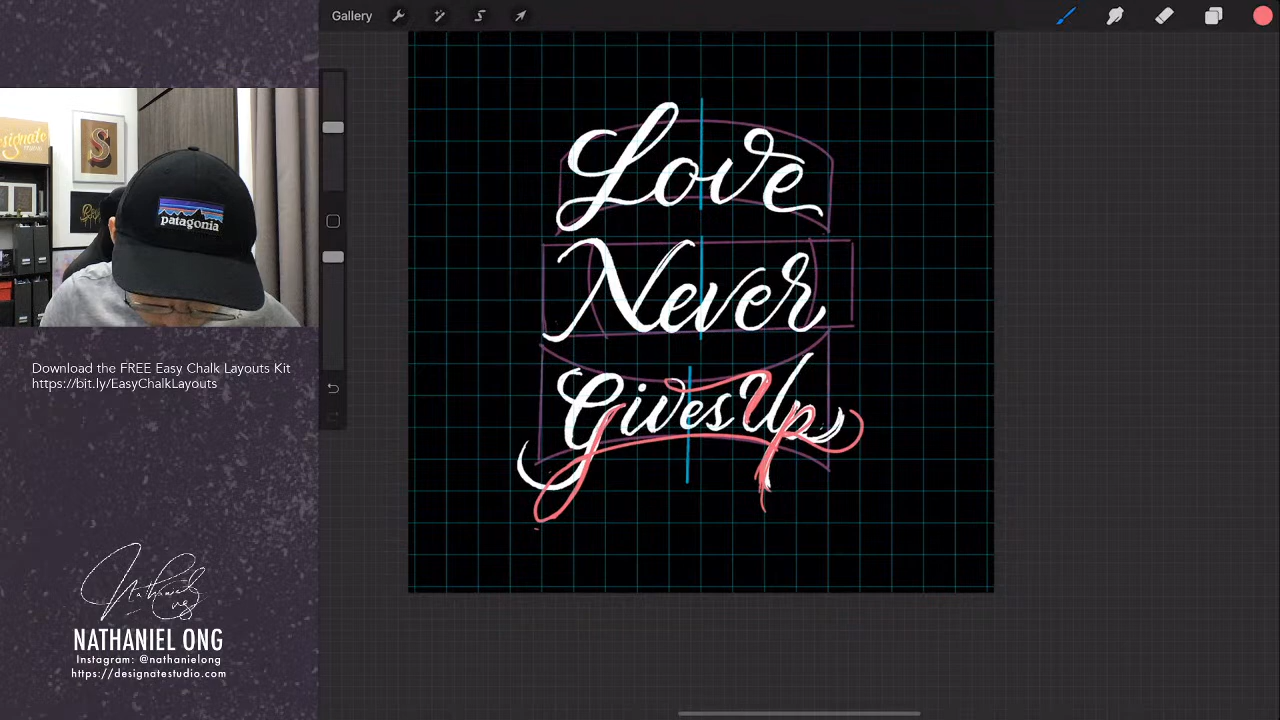 Gallery
Love
Never
Gives Up
S
patagonia
Download the FREE Easy Chalk Layouts Kit
https://bit.ly/EasyChalkLayouts
NATHANIEL ONG
Instagram: @nathanielong
https://designatestudio.com